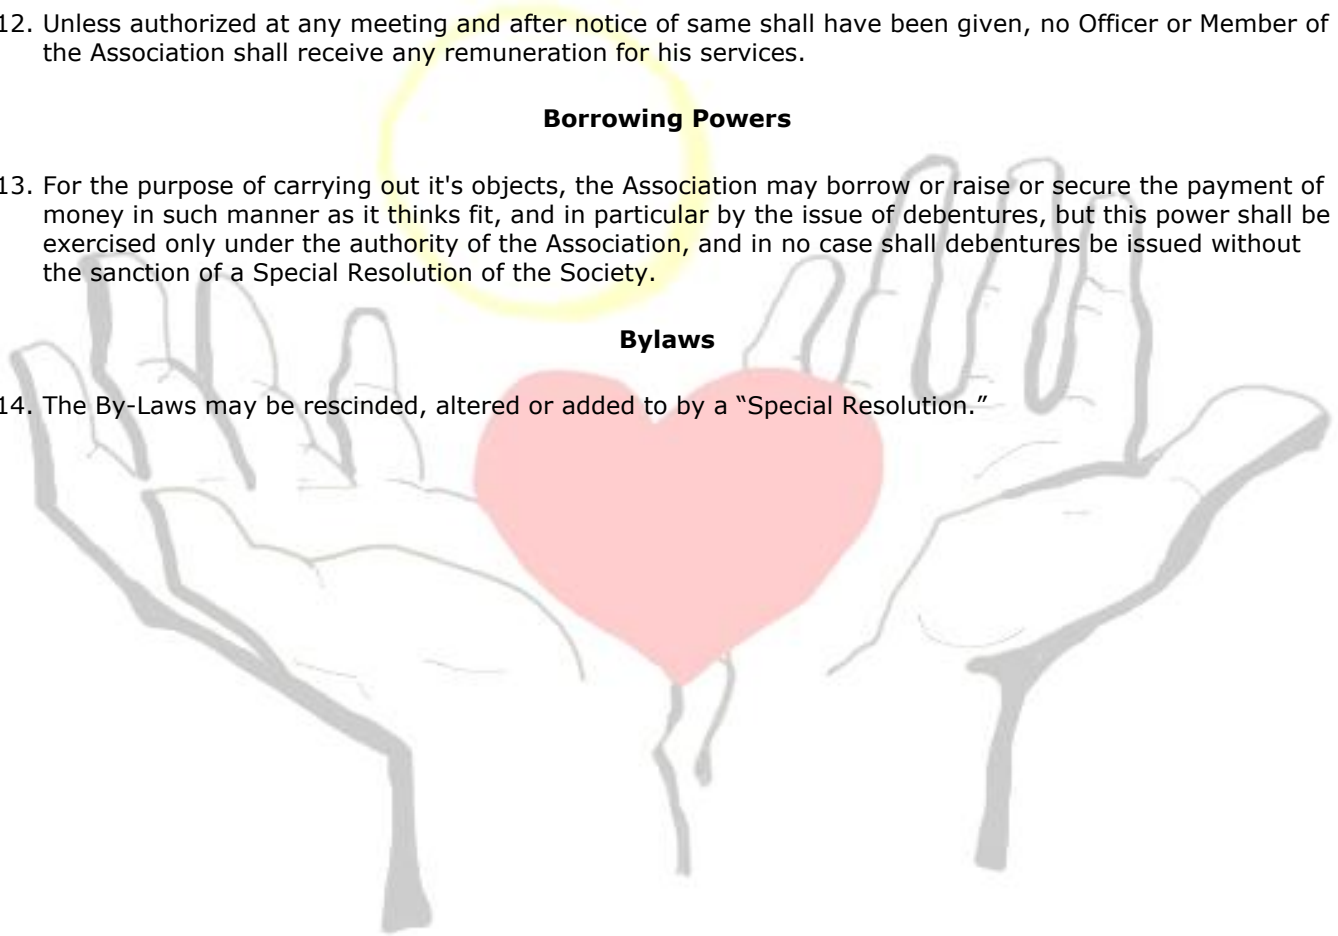 12. Unless authorized at any meeting and after notice of same shall have been given, no Officer or Member of
the Association shall receive any remuneration for his services.
Borrowing Powers
13. For the purpose of carrying out it's objects, the Association may borrow or raise or secure the payment of
money in such manner as it thinks fit, and in particular by the issue of debentures, but this power shall be
exercised only under the authority of the Association, and in no case shall debentures be issued without
the sanction of a Special Resolution of the Society.
Bylaws
14. The By-Laws may be rescinded, altered or added to by a “Special Resolution.”